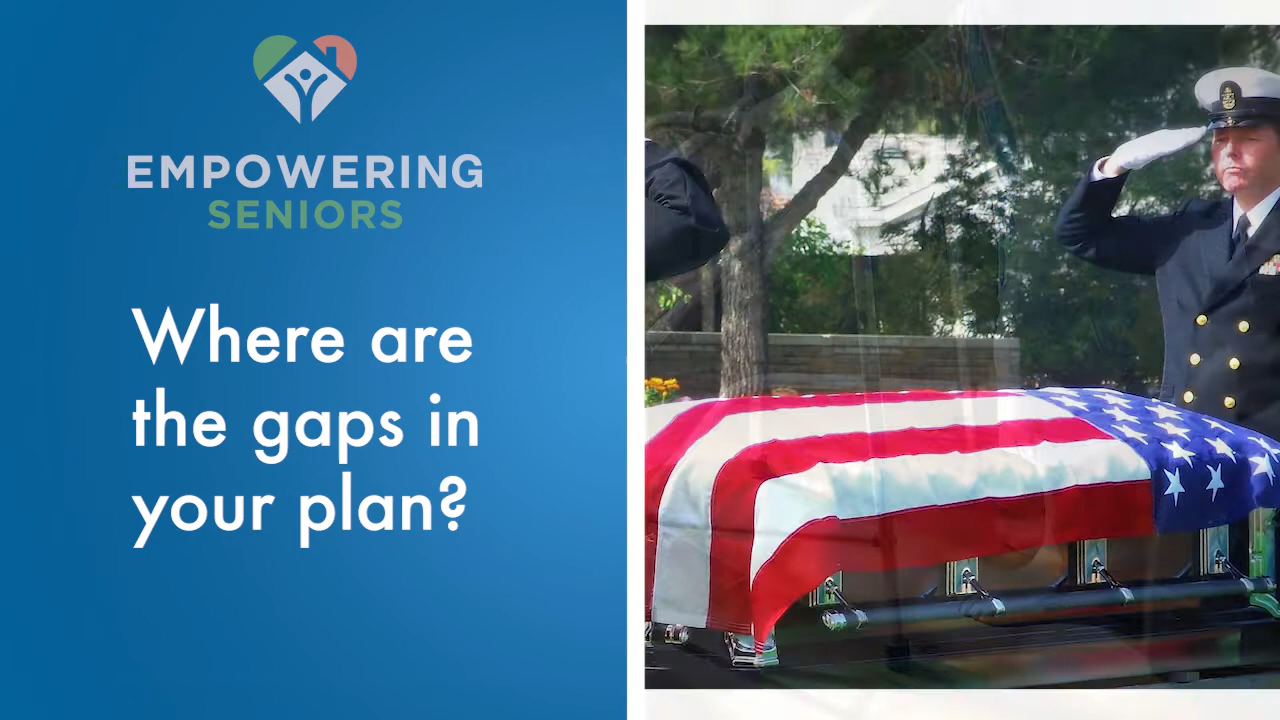 EMPOWERING
SENIORS
Where are
the gaps in
your plan?